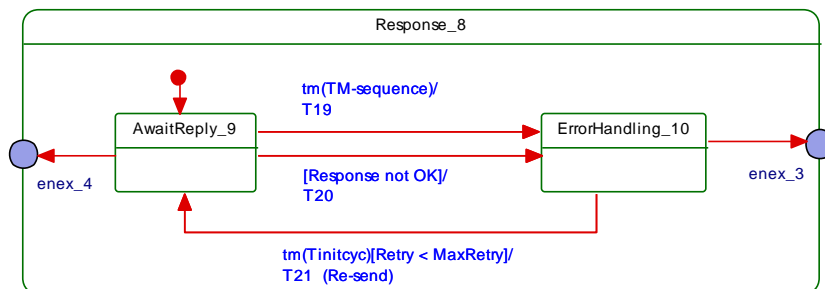 Response_8
tm(TM-sequence)/
T19
AwaitReply_9
ErrorHandling_10
enex_4
[Response not OK]/
T20
enex_3
tm(Tinitcyc)[Retry < MaxRetry]/
T21 (Re-send)